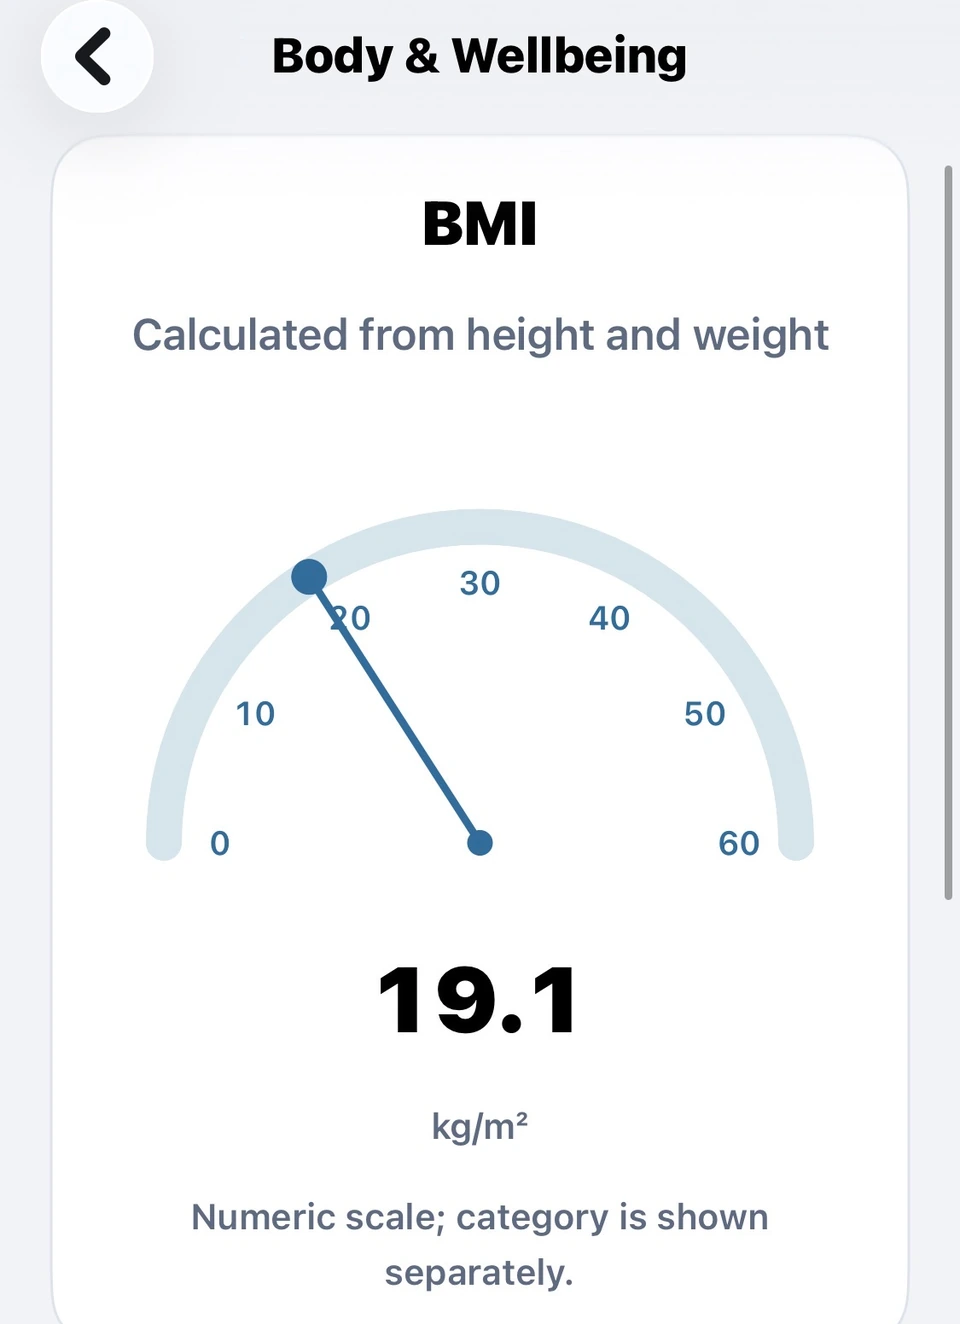 Body & Wellbeing
BMI
Calculated from height and weight
30
20
40
10
50
0
60
19.1
kg/m²
Numeric scale; category is shown
separately.